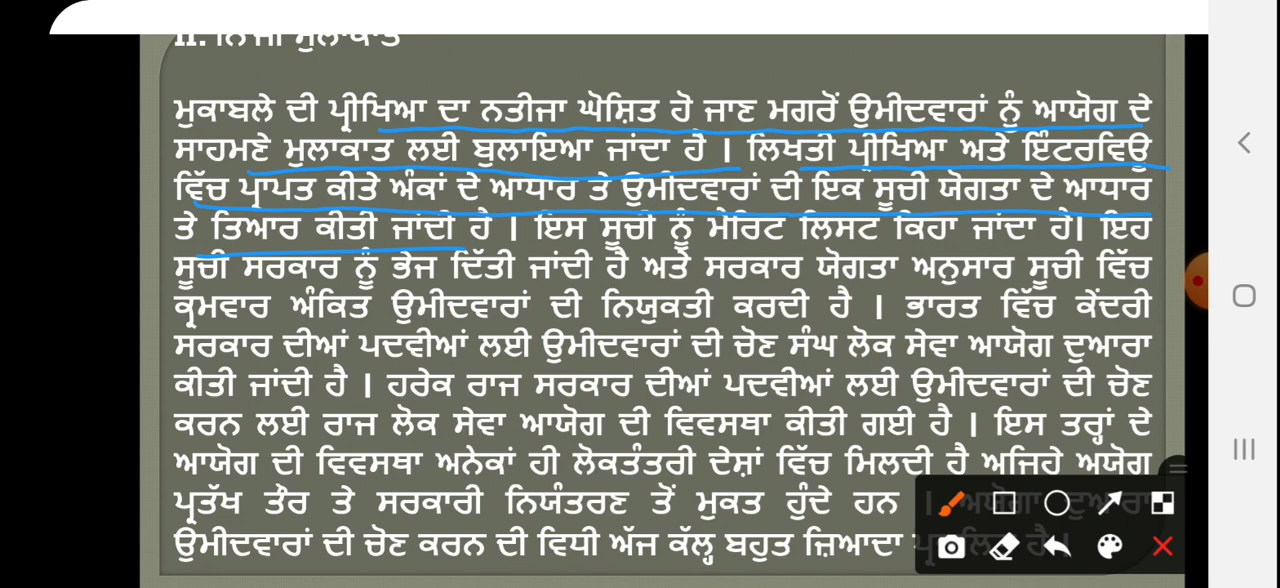 II. ਨਿੱਜੀ ਮੁਲਾਕਾਤ
ਮੁਕਾਬਲੇ ਦੀ ਪ੍ਰੀਖਿਆ ਦਾ ਨਤੀਜਾ ਘੋਸ਼ਿਤ ਹੋ ਜਾਣ ਮਗਰੋਂ ਉਮੀਦਵਾਰਾਂ ਨੂੰ ਆਯੋਗ ਦੇ
ਸਾਹਮਣੇ ਮੁਲਾਕਾਤ ਲਈ ਬੁਲਾਇਆ ਜਾਂਦਾ ਹੈ । ਲਿਖਤੀ ਪ੍ਰੀਖਿਆ ਅਤੇ ਇੰਟਰਵਿਊ
ਵਿੱਚ ਪ੍ਰਾਪਤ ਕੀਤੇ ਅੰਕਾਂ ਦੇ ਆਧਾਰ ਤੇ ਉਮੀਦਵਾਰਾਂ ਦੀ ਇਕ ਸੂਚੀ ਯੋਗਤਾ ਦੇ ਆਧਾਰ
ਤੇ ਤਿਆਰ ਕੀਤੀ ਜਾਂਦੀ ਹੈ । ਇਸ ਸੂਚੀ ਨੂੰ ਮੇਰਿਟ ਲਿਸਟ ਕਿਹਾ ਜਾਂਦਾ ਹੇ। ਇਹ
ਸੂਚੀ ਸਰਕਾਰ ਨੂੰ ਭੇਜ ਦਿੱਤੀ ਜਾਂਦੀ ਹੈ ਅਤੇ ਸਰਕਾਰ ਯੋਗਤਾ ਅਨੁਸਾਰ ਸੂਚੀ ਵਿੱਚ
ਕ੍ਰਮਵਾਰ ਅੰਕਿਤ ਉਮੀਦਵਾਰਾਂ ਦੀ ਨਿਯੁਕਤੀ ਕਰਦੀ ਹੈ । ਭਾਰਤ ਵਿੱਚ ਕੇਂਦਰੀ
ਸਰਕਾਰ ਦੀਆਂ ਪਦਵੀਆਂ ਲਈ ਉਮੀਦਵਾਰਾਂ ਦੀ ਚੋਣ ਸੰਘ ਲੋਕ ਸੇਵਾ ਆਯੋਗ ਦੁਆਰਾ
ਕੀਤੀ ਜਾਂਦੀ ਹੈ । ਹਰੇਕ ਰਾਜ ਸਰਕਾਰ ਦੀਆਂ ਪਦਵੀਆਂ ਲਈ ਉਮੀਦਵਾਰਾਂ ਦੀ ਚੋਣ
ਕਰਨ ਲਈ ਰਾਜ ਲੋਕ ਸੇਵਾ ਆਯੋਗ ਦੀ ਵਿਵਸਥਾ ਕੀਤੀ ਗਈ ਹੈ । ਇਸ ਤਰ੍ਹਾਂ ਦੇ
ਆਯੋਗ ਦੀ ਵਿਵਸਥਾ ਅਨੇਕਾਂ ਹੀ ਲੋਕਤੰਤਰੀ ਦੇਸ਼ਾਂ ਵਿੱਚ ਮਿਲਦੀ ਹੈ ਅਜਿਹੇ ਅਯੋਗ
ਪ੍ਰਤੱਖ ਤੌਰ ਤੇ ਸਰਕਾਰੀ ਨਿਯੰਤਰਣ ਤੋਂ ਮੁਕਤ ਹੁੰਦੇ ਹਨ । ਅਯੋਗਾ ਦੁਆਰਾ
ਉਮੀਦਵਾਰਾਂ ਦੀ ਚੋਣ ਕਰਨ ਦੀ ਵਿਧੀ ਅੱਜ ਕੱਲ੍ਹ ਬਹੁਤ ਜ਼ਿਆਦਾ